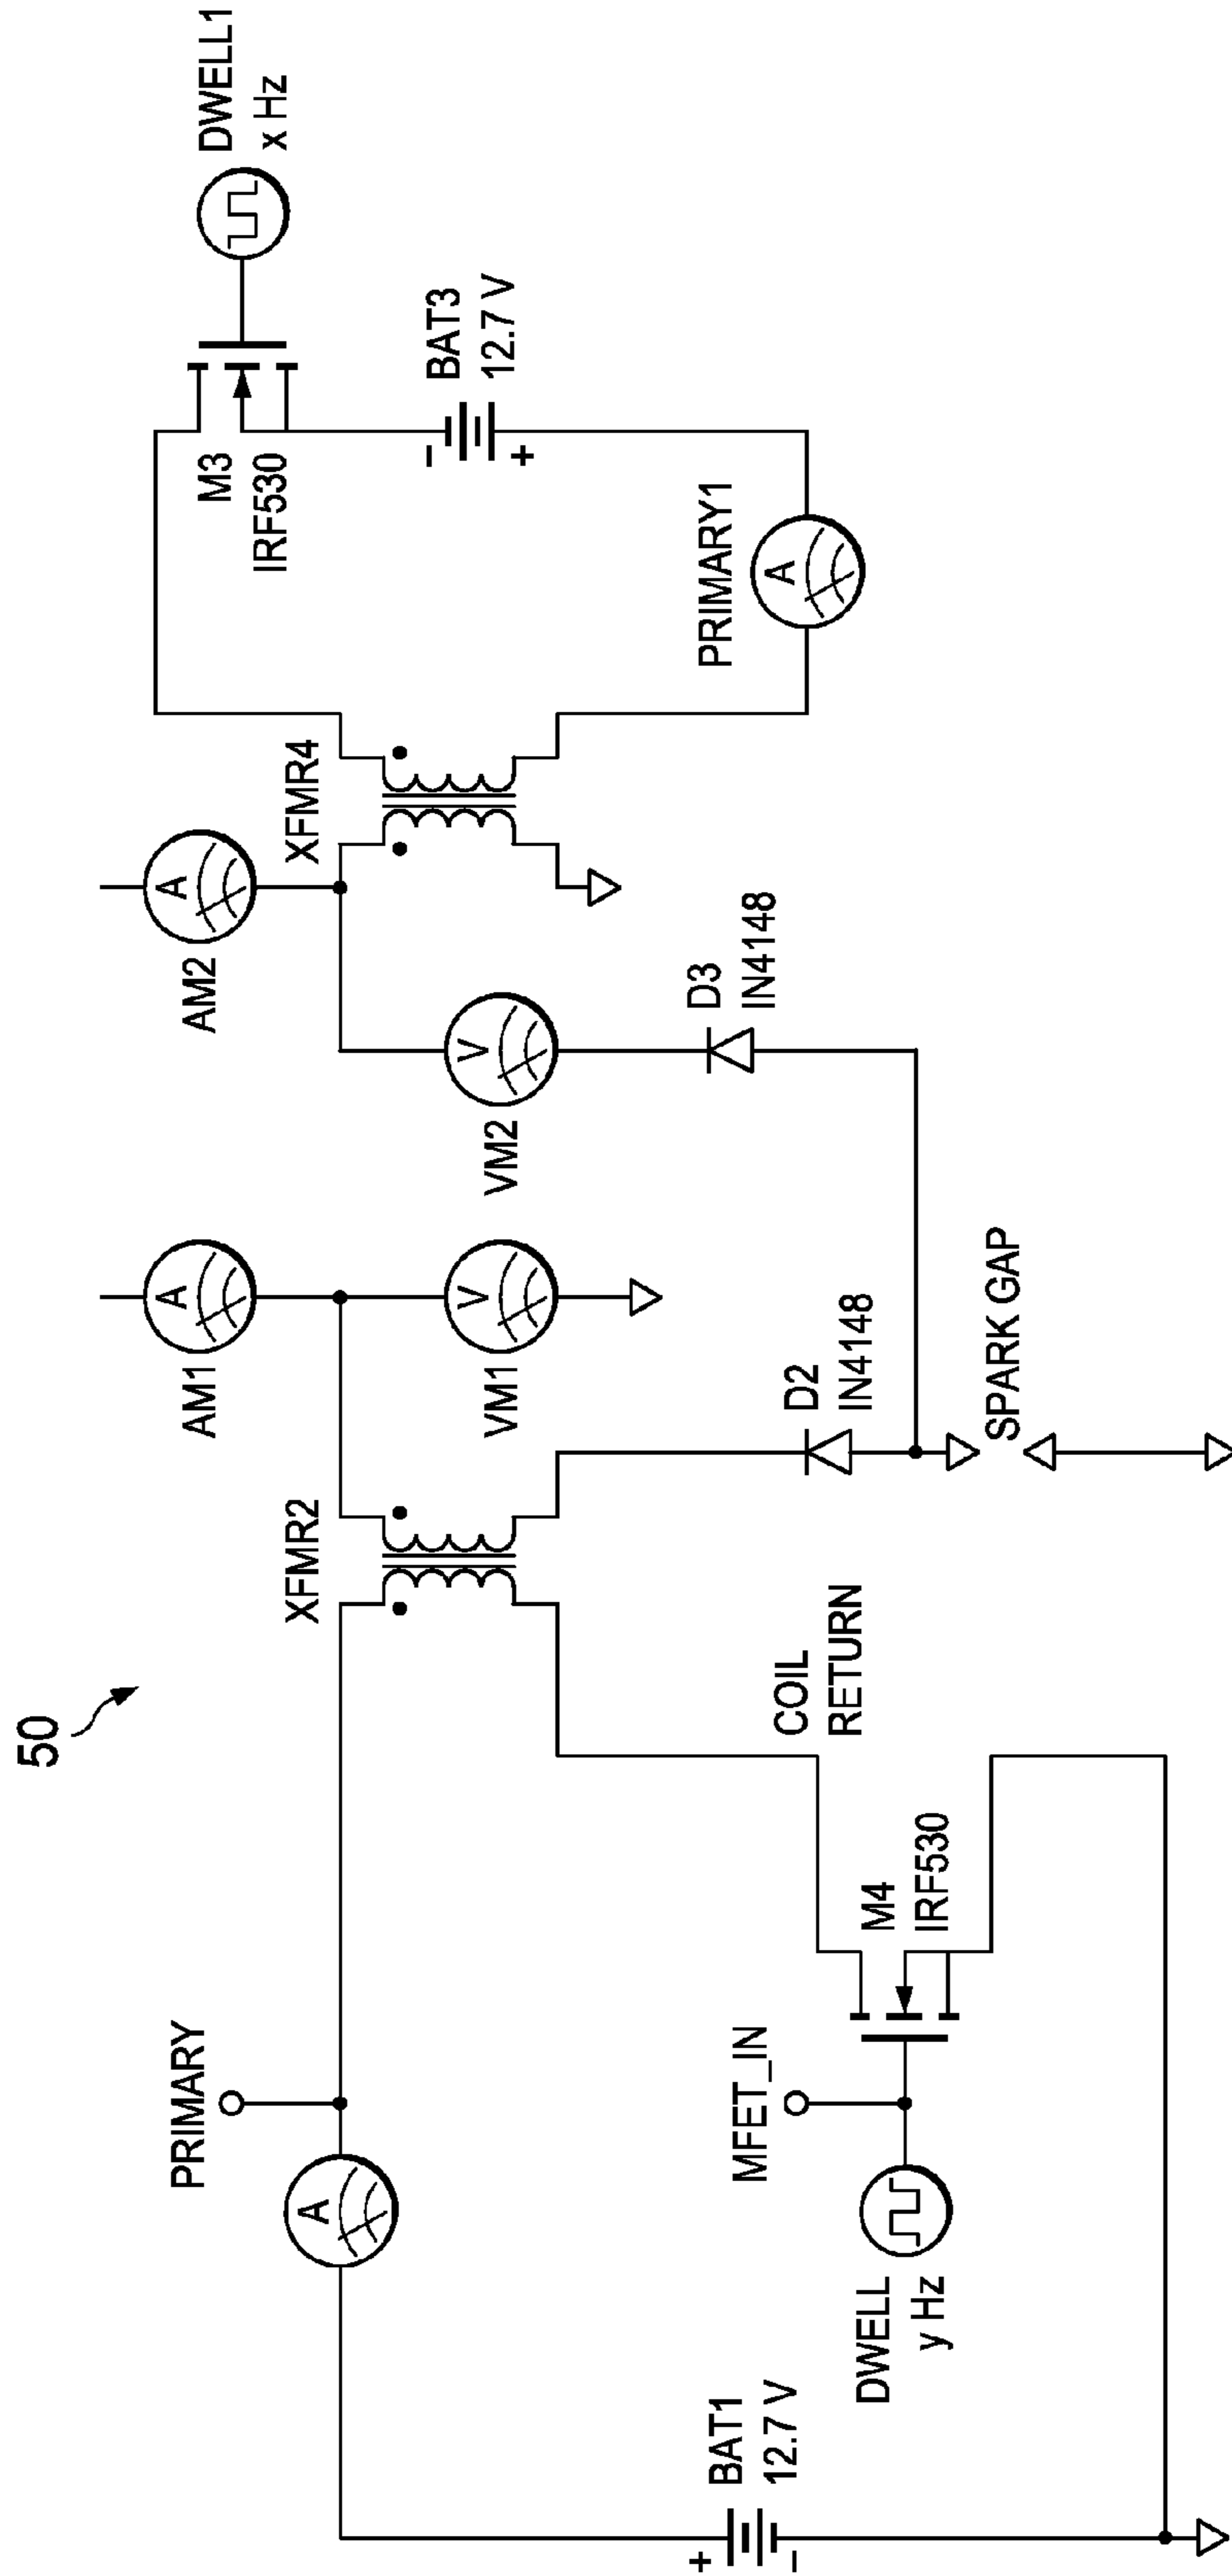 50
PRIMARY
A
BAT1
12.7 V
+
−
DWELL
y Hz
MFET_IN
M4
IRF530
COIL
RETURN
XFMR2
AM1
A
VM1
V
D2
IN4148
SPARK GAP
AM2
A
VM2
V
D3
IN4148
XFMR4
PRIMARY1
A
M3
IRF530
BAT3
12.7 V
−
+
DWELL1
x Hz